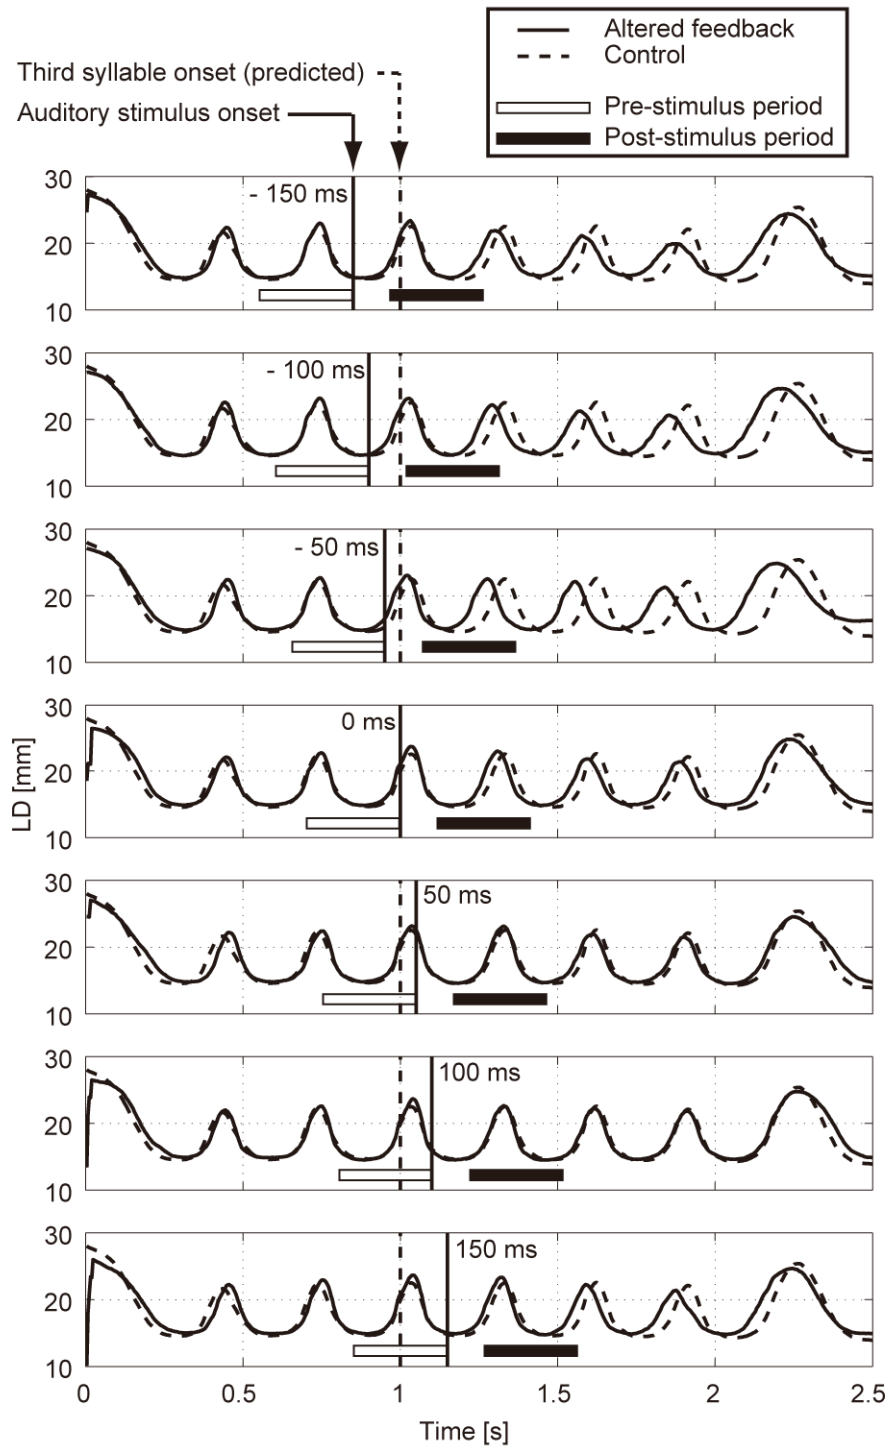 Altered feedback
Control
Third syllable onset (predicted)
Auditory stimulus onset
Pre-stimulus period
Post-stimulus period
30
- 150 ms
20
10
30
- 100 ms
20
10
30
- 50 ms
20
10
30
0 ms
20
LD [mm]
10
30
50 ms
20
10
30
100 ms
20
10
30
150 ms
20
10
0 0.5 1 1.5 2 2.5
Time [s]